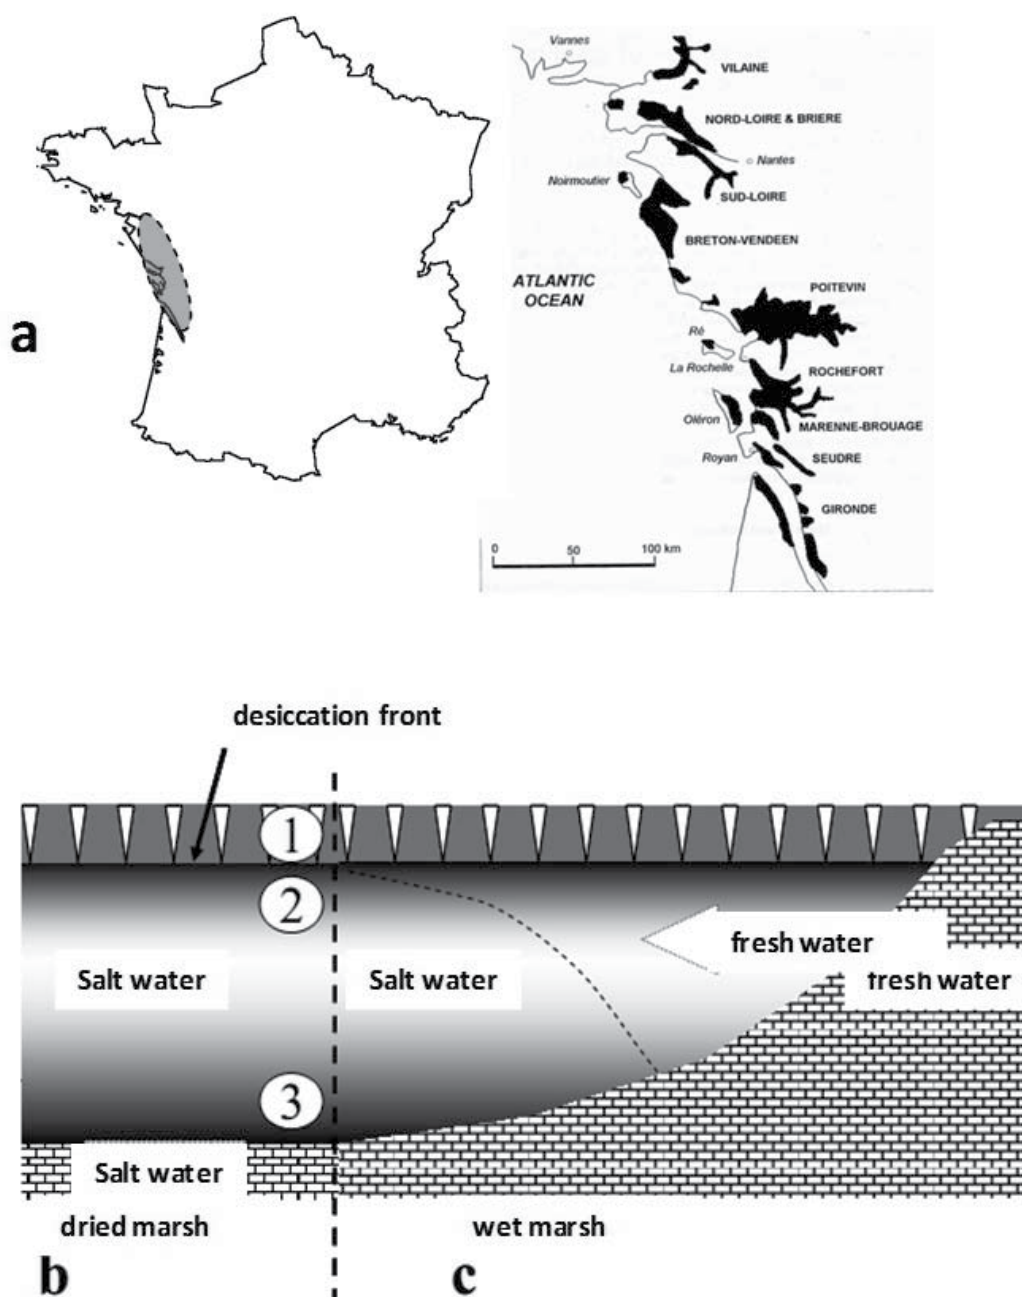 a
Vannes
VILAINE
NORD-LOIRE & BRIERE
Nantes
Noirmoutier
SUD-LOIRE
BRETON-VENDEEN
ATLANTIC
OCEAN
POITEVIN
Ré
La Rochelle
ROCHEFORT
Oléron
MARENNE-BROUAGE
Royan
SEUDRE
GIRONDE
0 50 100 km
desiccation front
1
2
fresh water
Salt water
Salt water
fresh water
3
Salt water
dried marsh
wet marsh
b
c